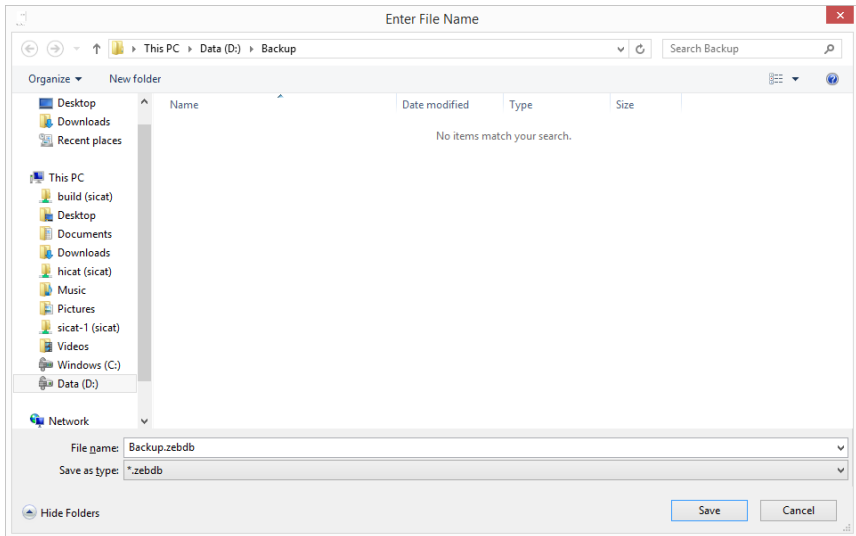 Enter File Name
This PC Data (D:) Backup
Search Backup
Organize New folder
Name Date modified Type Size
No items match your search.
Desktop
Downloads
Recent places
This PC
build (sicat)
Desktop
Documents
Downloads
hicat (sicat)
Music
Pictures
sicat-1 (sicat)
Videos
Windows (C:)
Data (D:)
Network
File name: Backup.zebdb
Save as type: *.zebdb
Hide Folders
Save Cancel